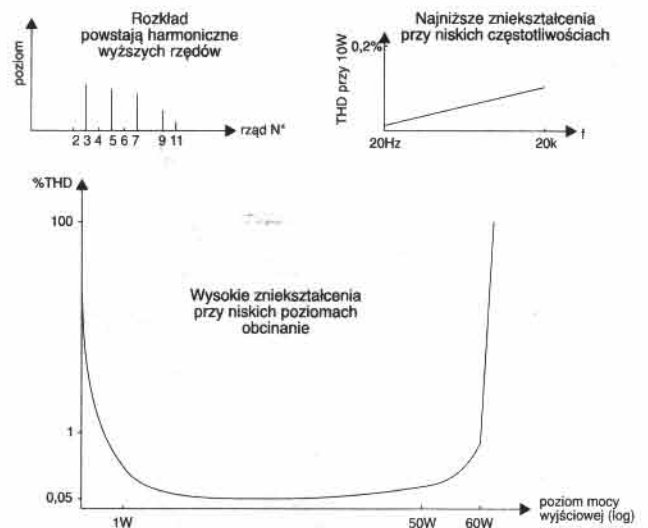 Rozkład
powstają harmoniczne
wyższych rzędów
poziom
2 3 4 5 6 7 9 11
rząd N*
Najniższe zniekształcenia
przy niskich częstotliwościach
THD przy 10W
0,2%
20Hz
20k
f
%THD
100
Wysokie zniekształcenia
przy niskich poziomach
obcinanie
1
0,05
1W
50W
60W
poziom mocy
wyjściowej (log)